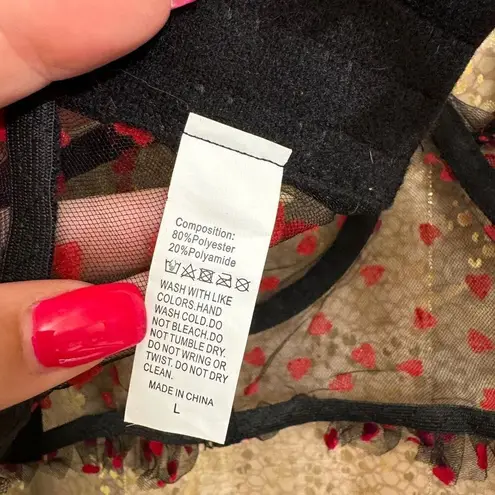 Composition:
80%Polyester
20%Polyamide
WASH WITH LIKE
COLORS.HAND
WASH COLD.DO
NOT BLEACH.DO
NOT TUMBLE DRY.
DO NOT WRING OR
TWIST. DO NOT DRY
CLEAN.
MADE IN CHINA
L